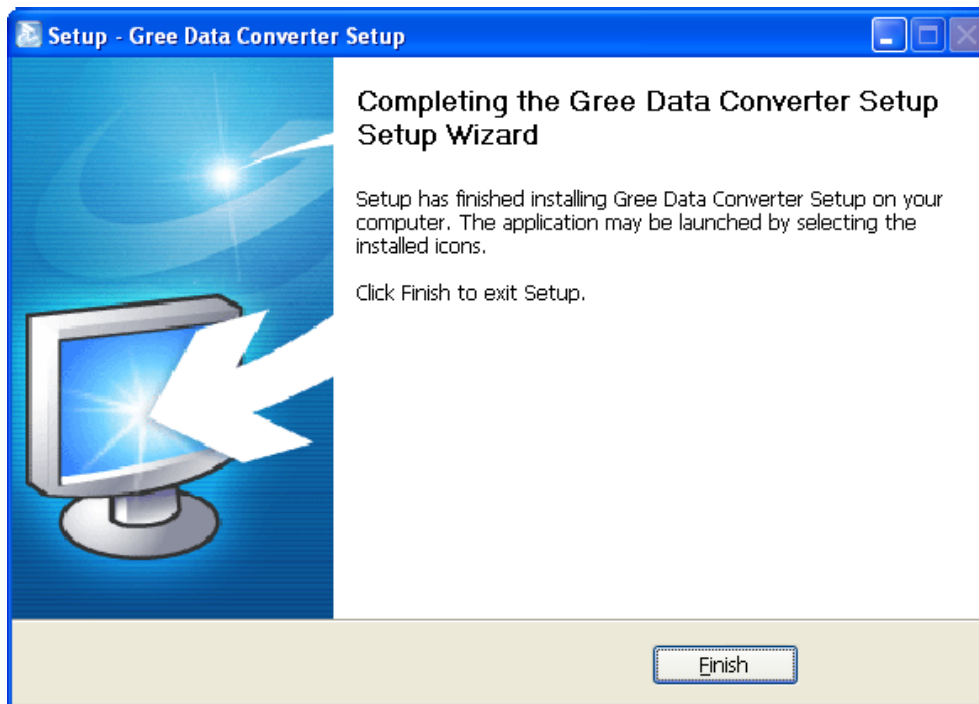 Setup - Gree Data Converter Setup
Completing the Gree Data Converter Setup
Setup Wizard
Setup has finished installing Gree Data Converter Setup on your
computer. The application may be launched by selecting the
installed icons.
Click Finish to exit Setup.
Finish